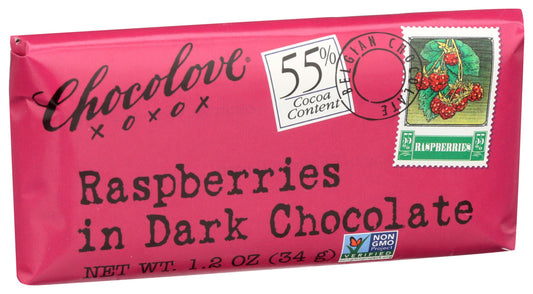 Chocolove®
XOXOX
55%
Cocoa
Content
BELGIAN CHOCOLATE
RASPBERRIES
Raspberries
in Dark Chocolate
NET WT. 1.2 OZ (34 g)
NON
GMO
Project
VERIFIED